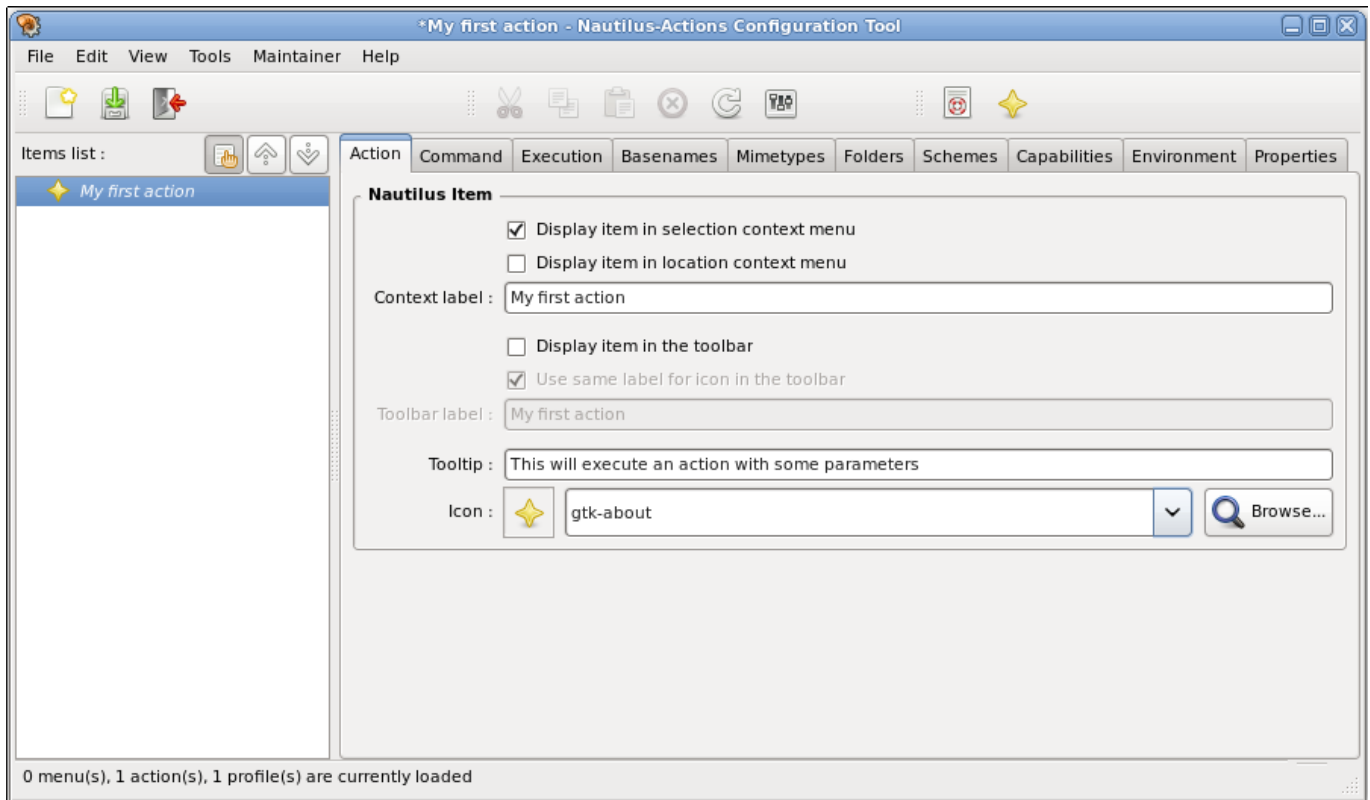 *My first action - Nautilus-Actions Configuration Tool
File Edit View Tools Maintainer Help
Items list :
Action Command Execution Basenames Mimetypes Folders Schemes Capabilities Environment Properties
My first action
Nautilus Item
Display item in selection context menu
Display item in location context menu
Context label : My first action
Display item in the toolbar
Use same label for icon in the toolbar
Toolbar label : My first action
Tooltip : This will execute an action with some parameters
Icon : gtk-about Browse...
0 menu(s), 1 action(s), 1 profile(s) are currently loaded